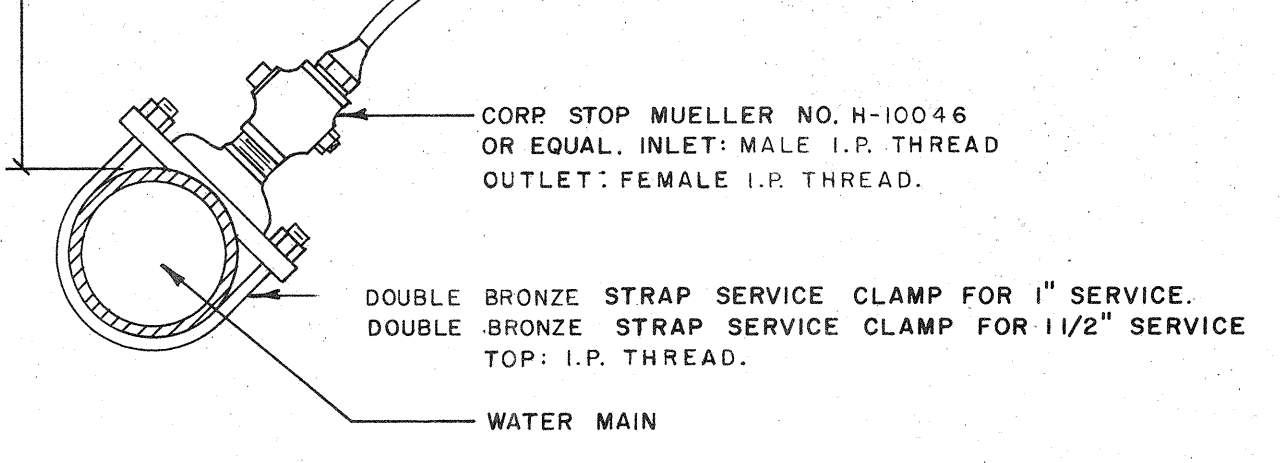 CORP. STOP MUELLER NO. H-10046
OR EQUAL. INLET: MALE I.P. THREAD
OUTLET: FEMALE I.P. THREAD.
DOUBLE BRONZE STRAP SERVICE CLAMP FOR 1" SERVICE.
DOUBLE BRONZE STRAP SERVICE CLAMP FOR 1 1/2" SERVICE
TOP: I.P. THREAD.
WATER MAIN